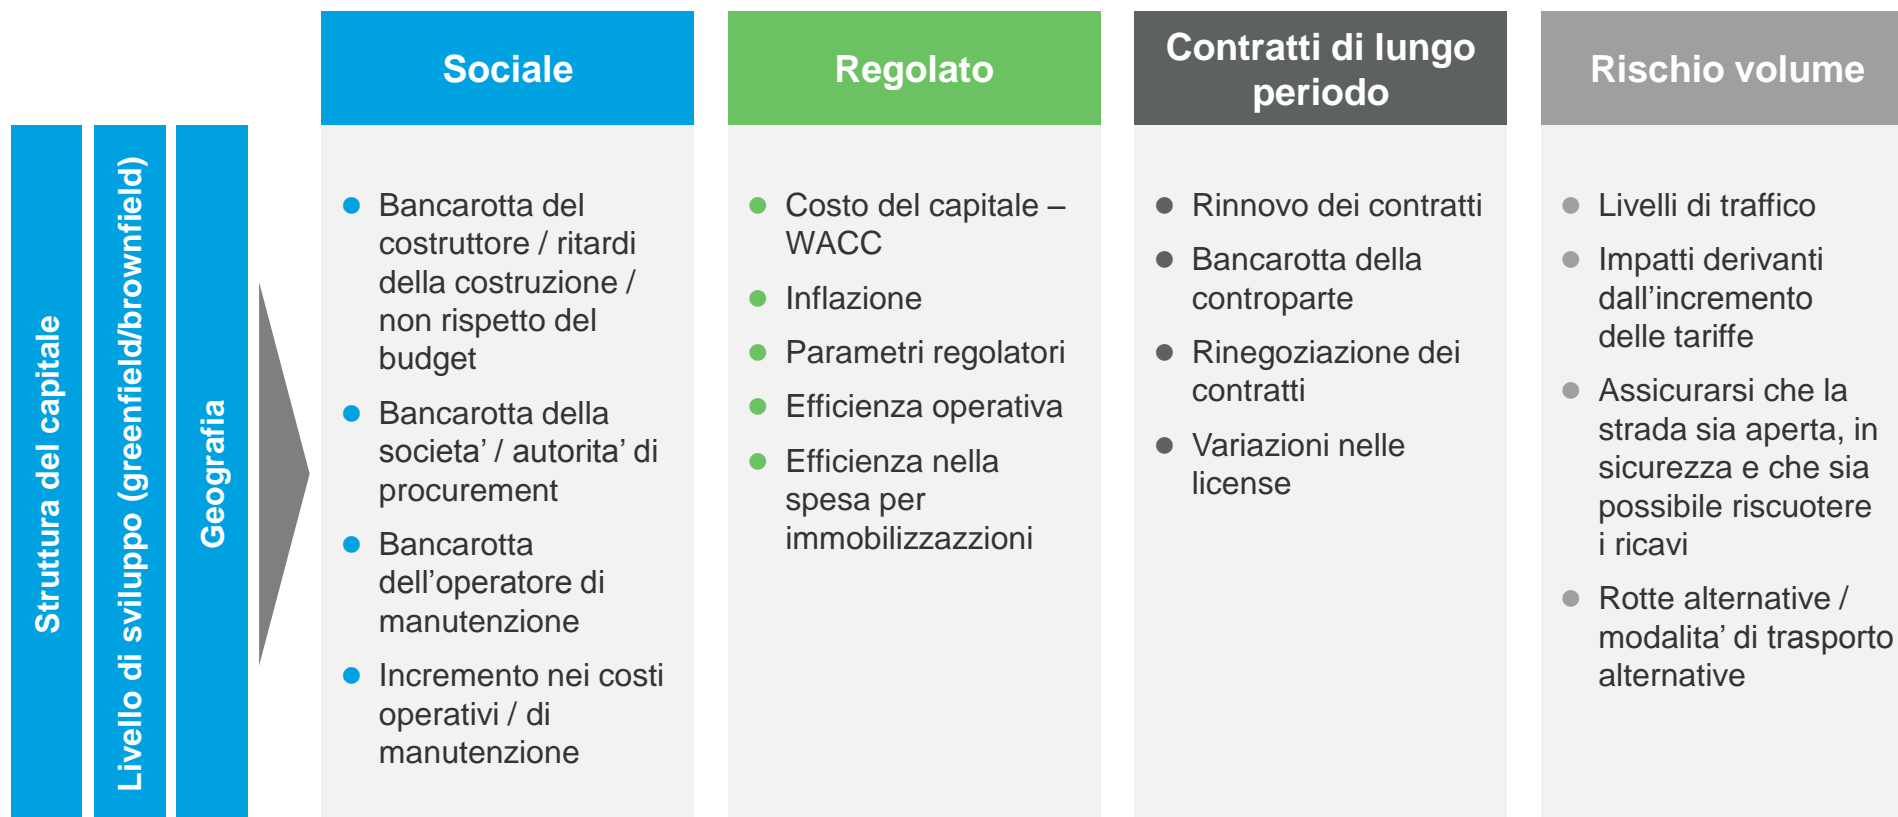 Struttura del capitale
Livello di sviluppo (greenfield/brownfield)
Geografia
Sociale
Bancarotta del
costruttore / ritardi
della costruzione /
non rispetto del
budget
Bancarotta della
societa’ / autorita’ di
procurement
Bancarotta
dell’operatore di
manutenzione
Incremento nei costi
operativi / di
manutenzione
Regolato
Costo del capitale –
WACC
Inflazione
Parametri regolatori
Efficienza operativa
Efficienza nella
spesa per
immobilizzazzioni
Contratti di lungo
periodo
Rinnovo dei contratti
Bancarotta della
controparte
Rinegoziazione dei
contratti
Variazioni nelle
license
Rischio volume
Livelli di traffico
Impatti derivanti
dall’incremento
delle tariffe
Assicurarsi che la
strada sia aperta, in
sicurezza e che sia
possibile riscuotere
i ricavi
Rotte alternative /
modalita’ di trasporto
alternative